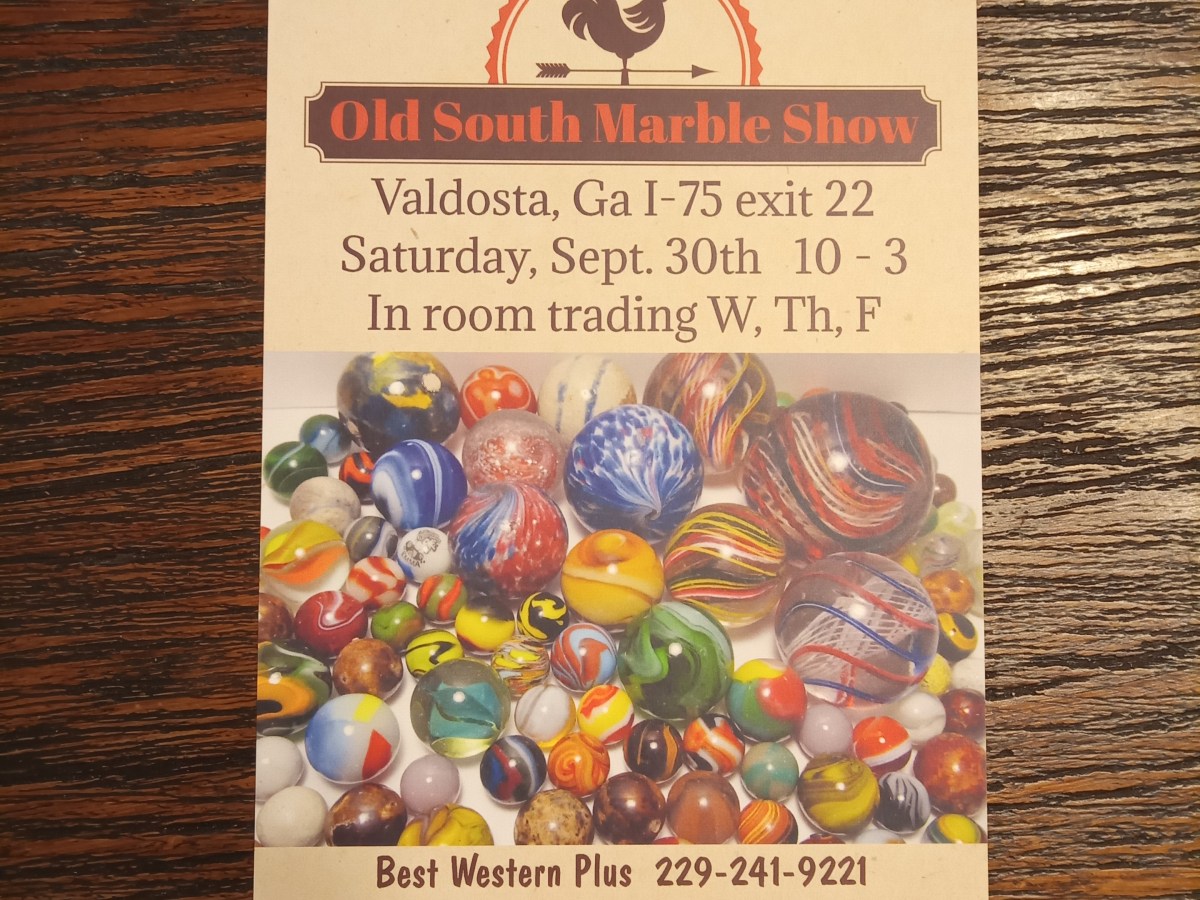 Old South Marble Show
Valdosta, Ga I-75 exit 22
Saturday, Sept. 30th 10 - 3
In room trading W, Th, F
Best Western Plus 229-241-9221